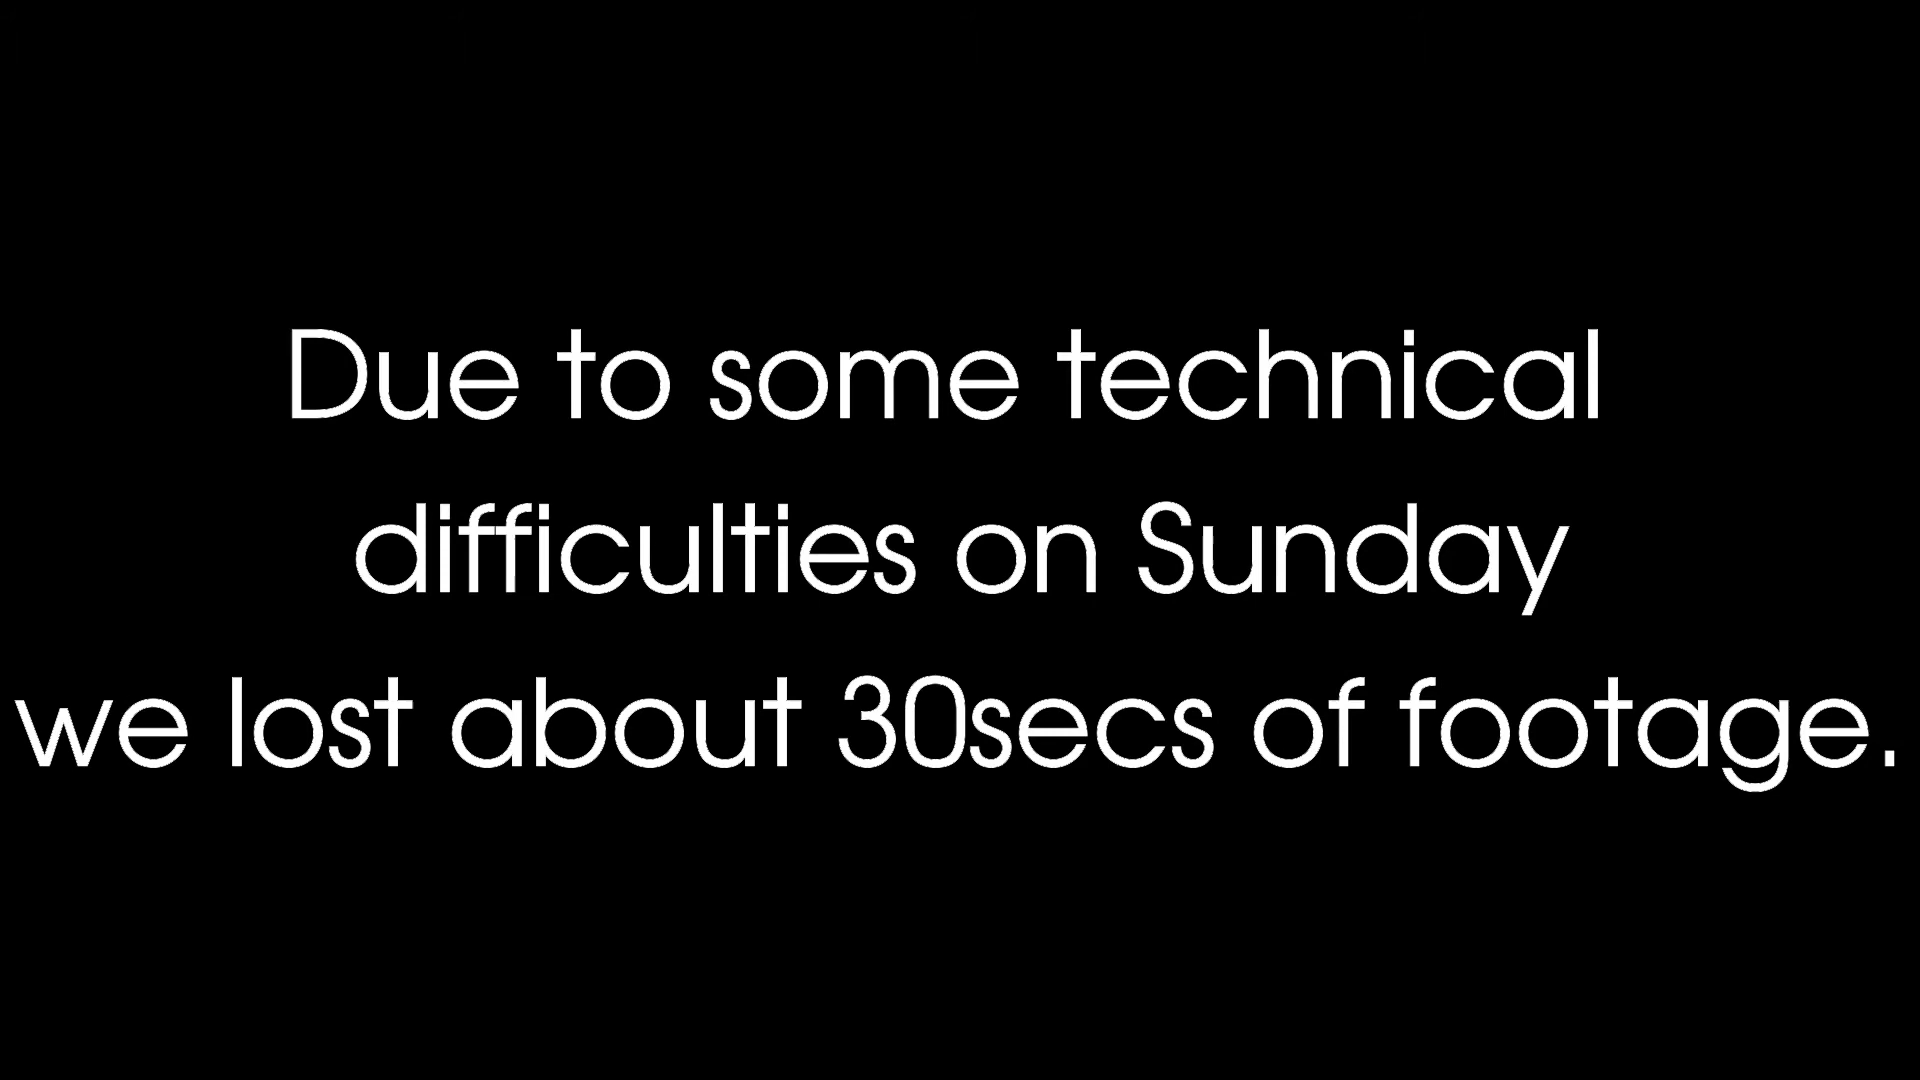 Due to some technical
difficulties on Sunday
we lost about 30secs of footage.